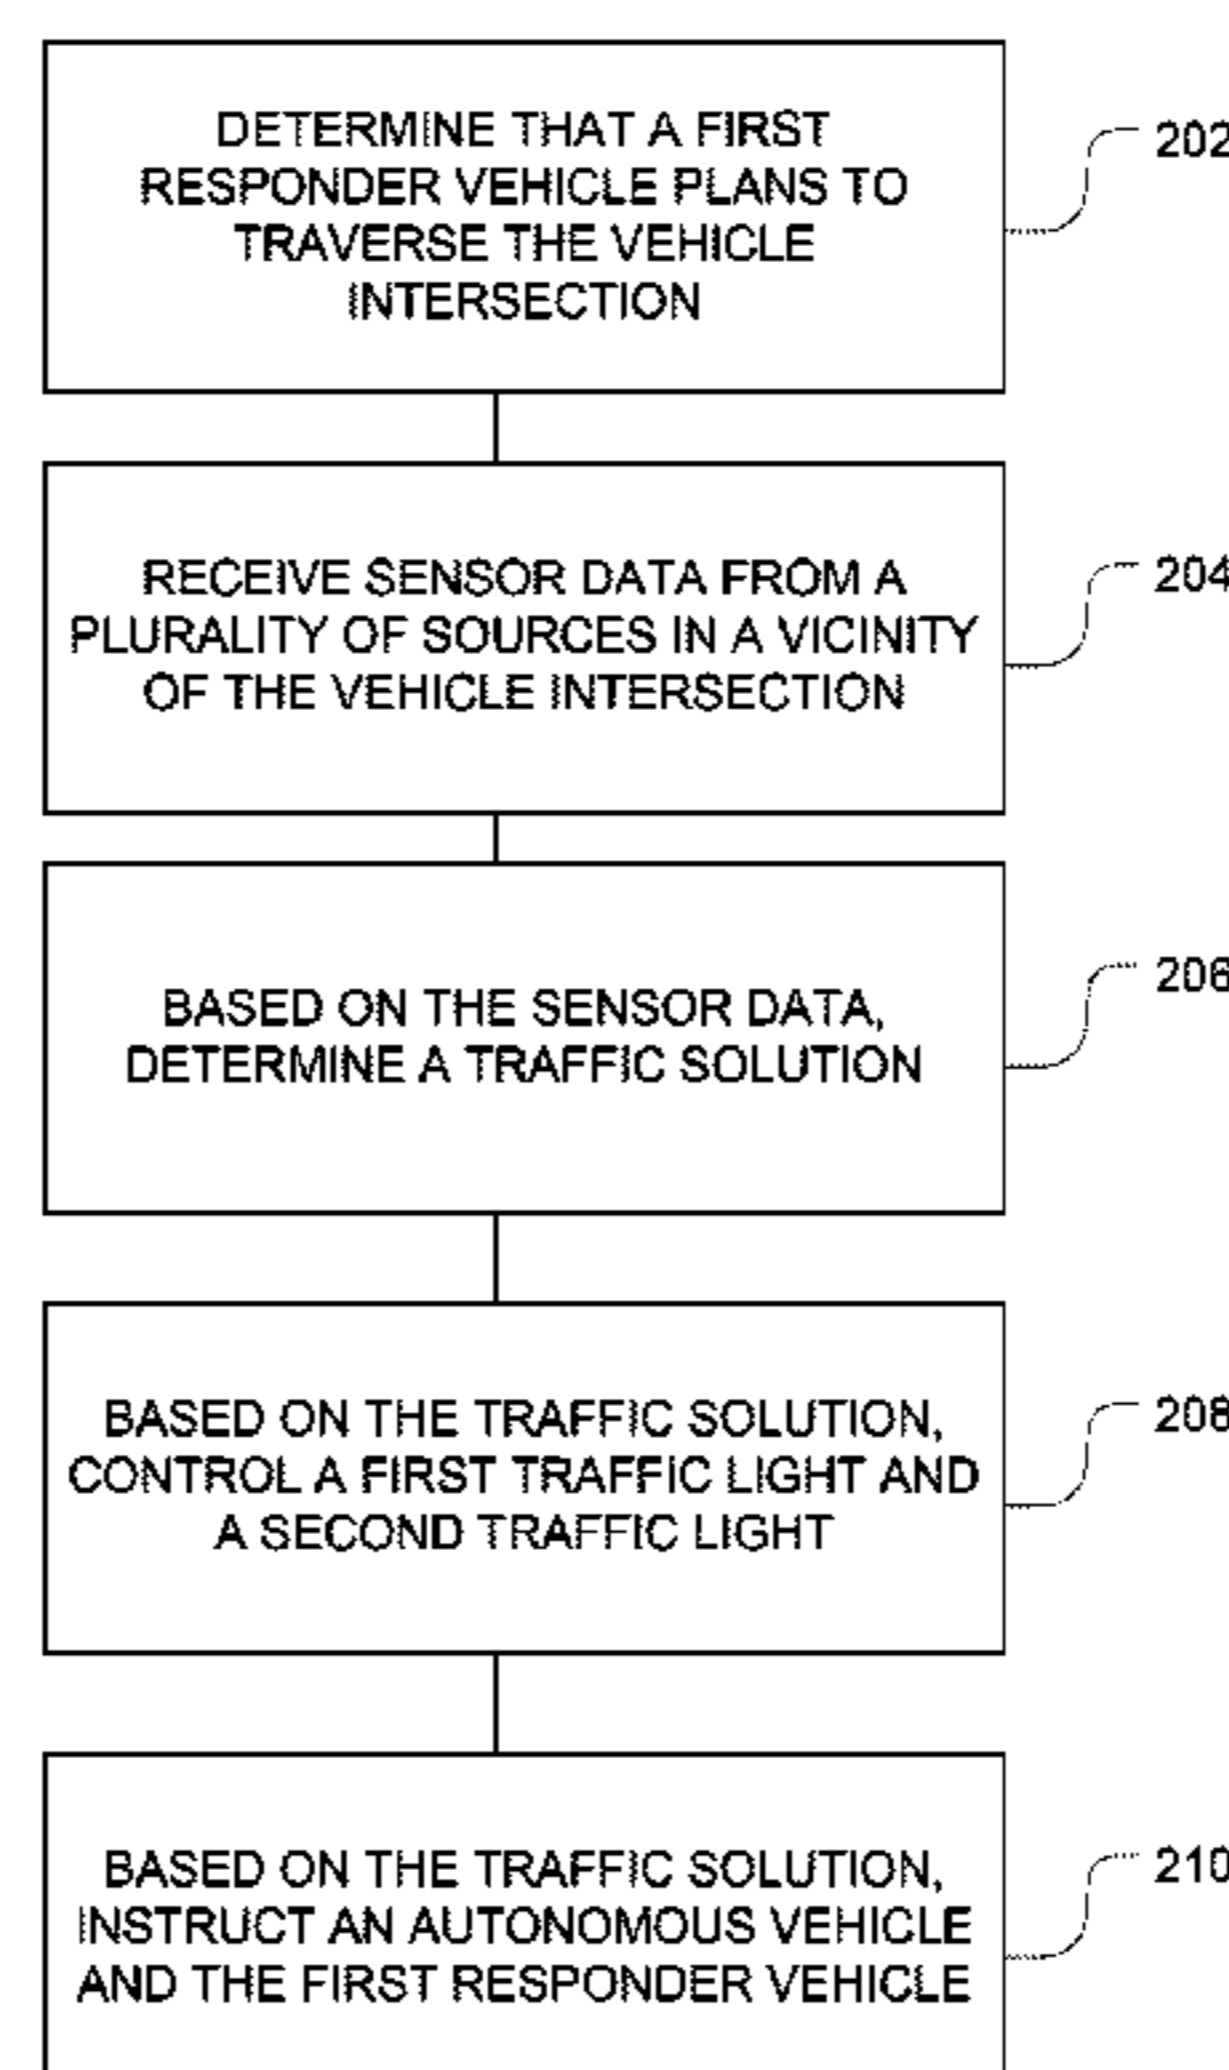 DETERMINE THAT A FIRST
RESPONDER VEHICLE PLANS TO
TRAVERSE THE VEHICLE
INTERSECTION
202
RECEIVE SENSOR DATA FROM A
PLURALITY OF SOURCES IN A VICINITY
OF THE VEHICLE INTERSECTION
204
BASED ON THE SENSOR DATA,
DETERMINE A TRAFFIC SOLUTION
206
BASED ON THE TRAFFIC SOLUTION,
CONTROL A FIRST TRAFFIC LIGHT AND
A SECOND TRAFFIC LIGHT
208
BASED ON THE TRAFFIC SOLUTION,
INSTRUCT AN AUTONOMOUS VEHICLE
AND THE FIRST RESPONDER VEHICLE
210